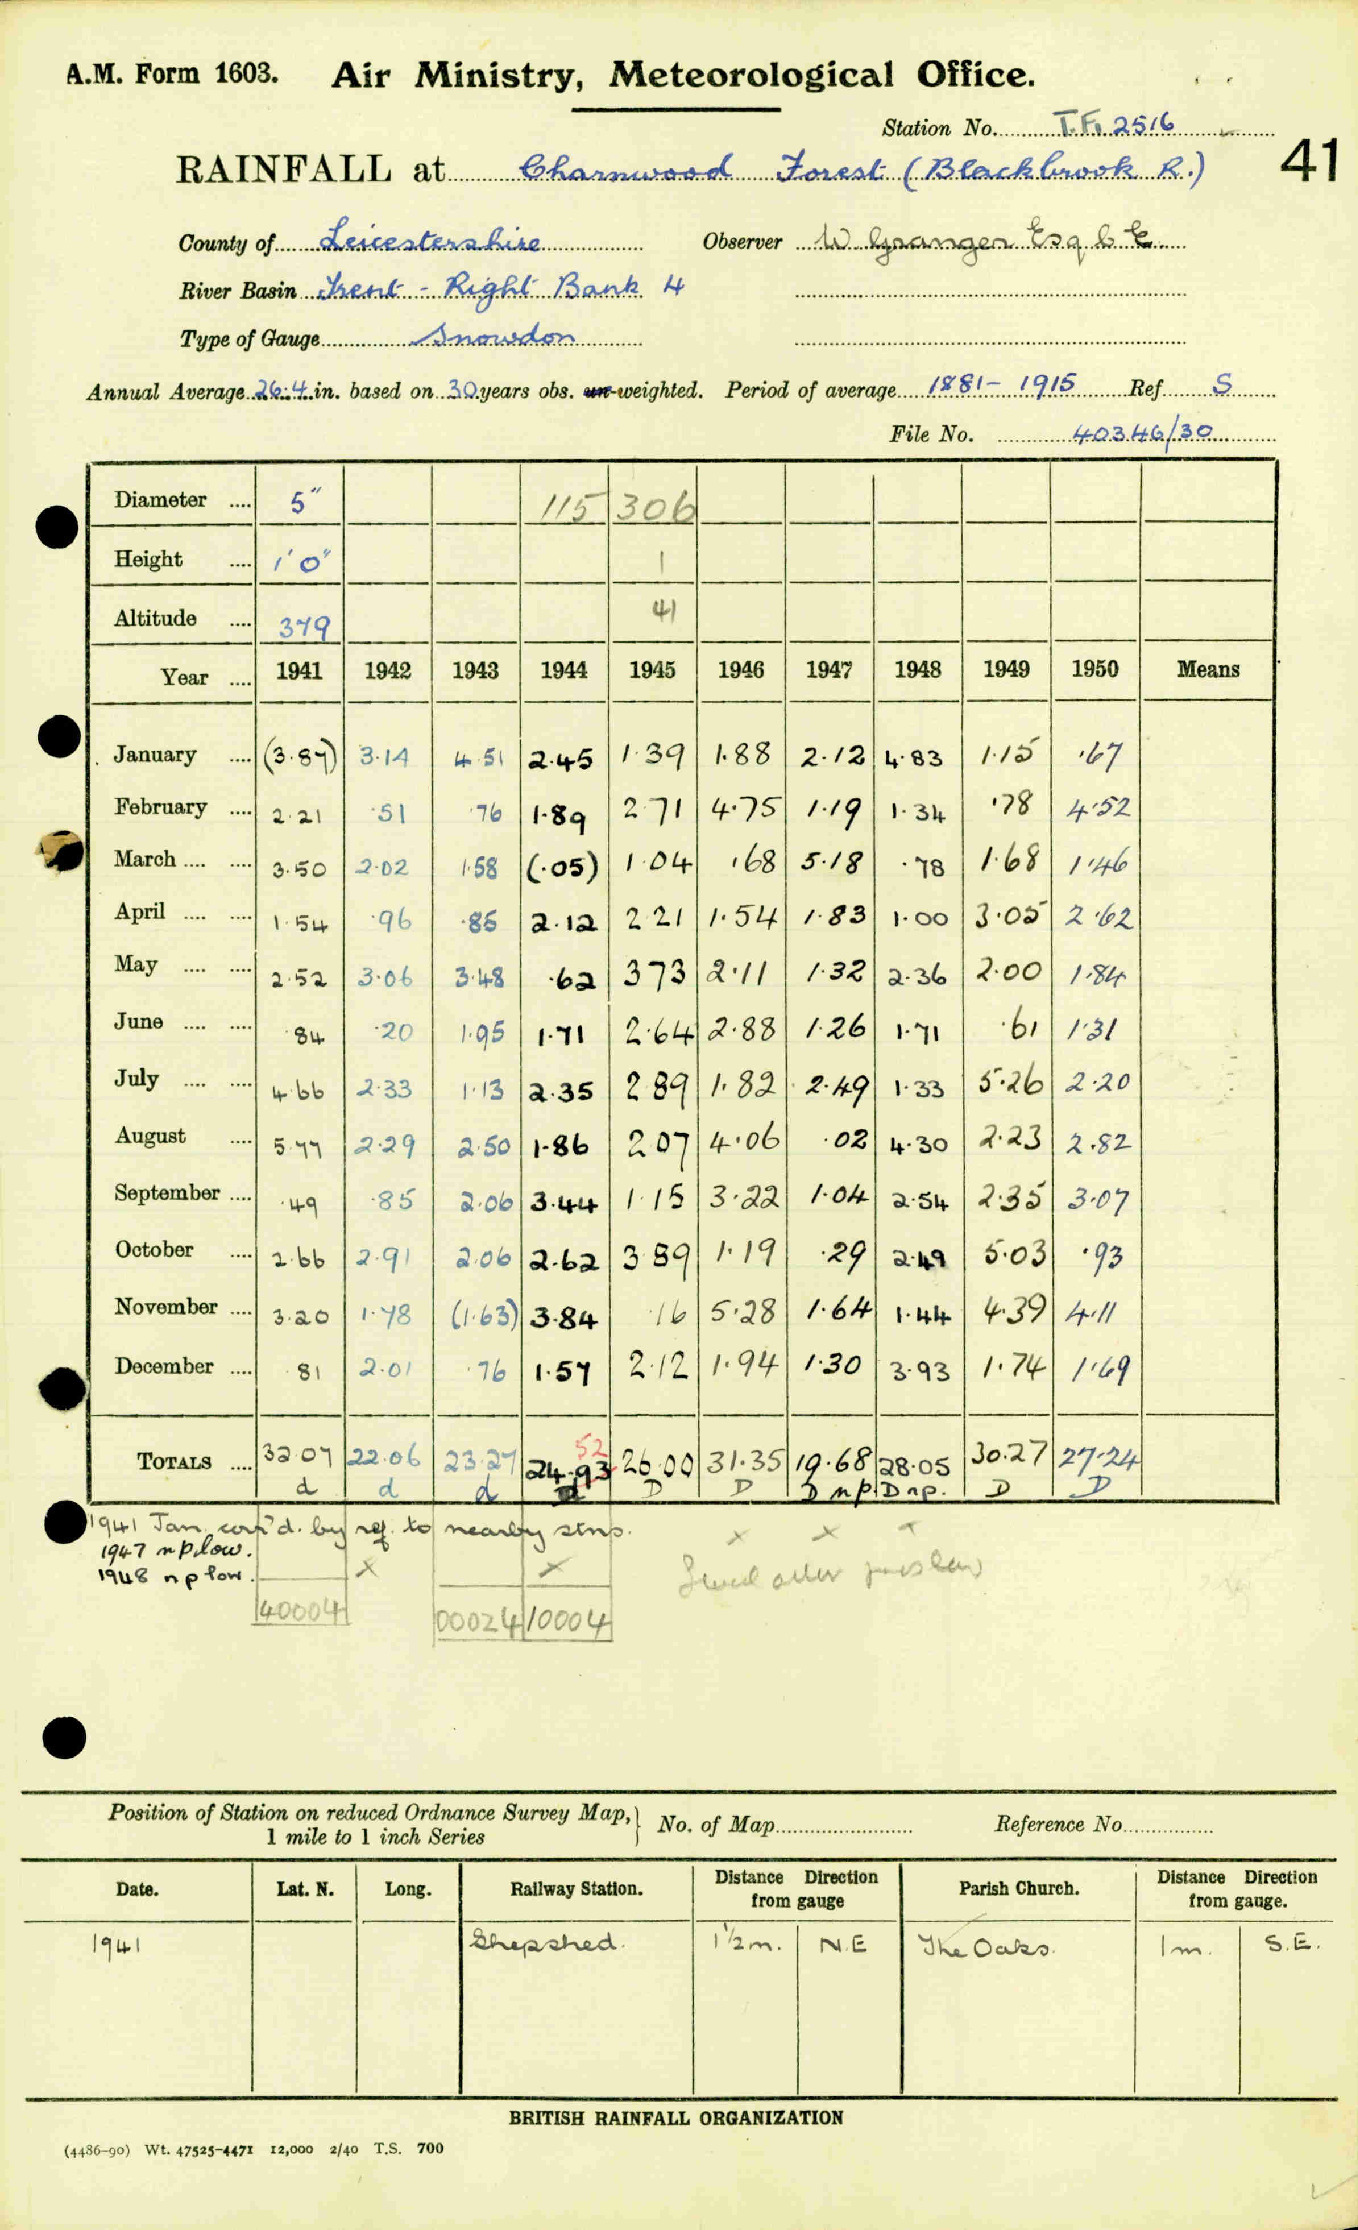 A.M. Form 1603. Air Ministry, Meteorological Office.
Station No. T.F. 2516
RAINFALL at Charnwood Forest (Blackbrook R.) 41
County of Leicestershire Observer W Granger Esq C E
River Basin Trent - Right Bank 4
Type of Gauge Snowdon
Annual Average 26.4 in. based on 30 years obs. un-weighted. Period of average 1881-1915 Ref S
File No. 40346/30
Diameter .... 5" 115 306
Height .... 1'0" 1
Altitude .... 379 41
Year .... 1941 1942 1943 1944 1945 1946 1947 1948 1949 1950 Means
January .... (3.87) 3.14 4.51 2.45 1.39 1.88 2.12 4.83 1.15 .67
February .... 2.21 .51 .76 1.89 2.71 4.75 1.19 1.34 .78 4.52
March .... .... 3.50 2.02 1.58 (.05) 1.04 .68 5.18 .78 1.68 1.46
April .... .... 1.54 .96 .85 2.12 2.21 1.54 1.83 1.00 3.05 2.62
May .... .... 2.52 3.06 3.48 .62 3.73 2.11 1.32 2.36 2.00 1.84
June .... .... .84 .20 1.95 1.71 2.64 2.88 1.26 1.71 .61 1.31
July .... .... 4.66 2.33 1.13 2.35 2.89 1.82 2.49 1.33 5.26 2.20
August .... 5.77 2.29 2.50 1.86 2.07 4.06 .02 4.30 2.23 2.82
September .... .49 .85 2.06 3.44 1.15 3.22 1.04 2.54 2.35 3.07
October .... 2.66 2.91 2.06 2.62 3.89 1.19 .29 2.49 5.03 .93
November .... 3.20 1.78 (1.63) 3.84 .16 5.28 1.64 1.44 4.39 4.11
December .... .81 2.01 .76 1.57 2.12 1.94 1.30 3.93 1.74 1.69
52
TOTALS .... 32.07 22.06 23.27 24.93 26.00 31.35 19.68 28.05 30.27 27.24
d d d d D D D n p. D n p. D D
1941 Jan. corr'd. by ref. to nearby stns.
1947 n p low.
1948 n p low.
40004 00024 10004
Position of Station on reduced Ordnance Survey Map, 1 mile to 1 inch Series No. of Map Reference No.
Date. Lat. N. Long. Railway Station. Distance Direction from gauge Parish Church. Distance Direction from gauge.
1941 Shepshed. 1½m. N.E The Oaks. 1m. S.E.
BRITISH RAINFALL ORGANIZATION
(4486-90) Wt. 47525-4471 12,000 2/40 T.S. 700